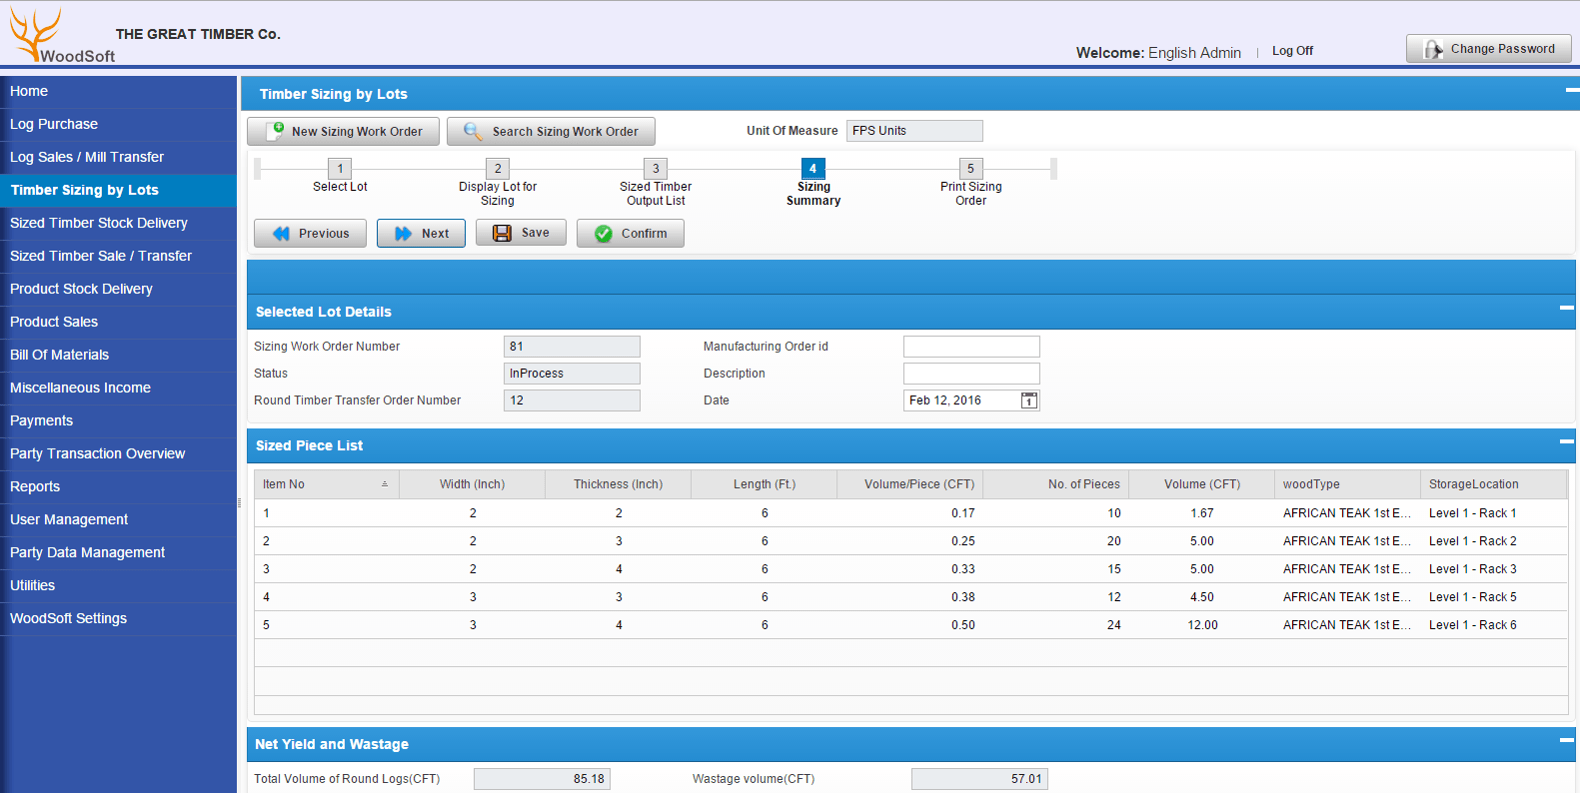 THE GREAT TIMBER Co.
WoodSoft
Welcome: English Admin | Log Off
Change Password
Home
Log Purchase
Log Sales / Mill Transfer
Timber Sizing by Lots
Sized Timber Stock Delivery
Sized Timber Sale / Transfer
Product Stock Delivery
Product Sales
Bill Of Materials
Miscellaneous Income
Payments
Party Transaction Overview
Reports
User Management
Party Data Management
Utilities
WoodSoft Settings
Timber Sizing by Lots
New Sizing Work Order Search Sizing Work Order Unit Of Measure FPS Units
1 2 3 4 5
Select Lot Display Lot for Sized Timber Sizing Print Sizing
Sizing Output List Summary Order
Previous Next Save Confirm
Selected Lot Details
Sizing Work Order Number 81 Manufacturing Order id
Status InProcess Description
Round Timber Transfer Order Number 12 Date Feb 12, 2016 1
Sized Piece List
Item No Width (Inch) Thickness (Inch) Length (Ft.) Volume/Piece (CFT) No. of Pieces Volume (CFT) woodType StorageLocation
1 2 2 6 0.17 10 1.67 AFRICAN TEAK 1st E... Level 1 - Rack 1
2 2 3 6 0.25 20 5.00 AFRICAN TEAK 1st E... Level 1 - Rack 2
3 2 4 6 0.33 15 5.00 AFRICAN TEAK 1st E... Level 1 - Rack 3
4 3 3 6 0.38 12 4.50 AFRICAN TEAK 1st E... Level 1 - Rack 5
5 3 4 6 0.50 24 12.00 AFRICAN TEAK 1st E... Level 1 - Rack 6
Net Yield and Wastage
Total Volume of Round Logs(CFT) 85.18 Wastage volume(CFT) 57.01